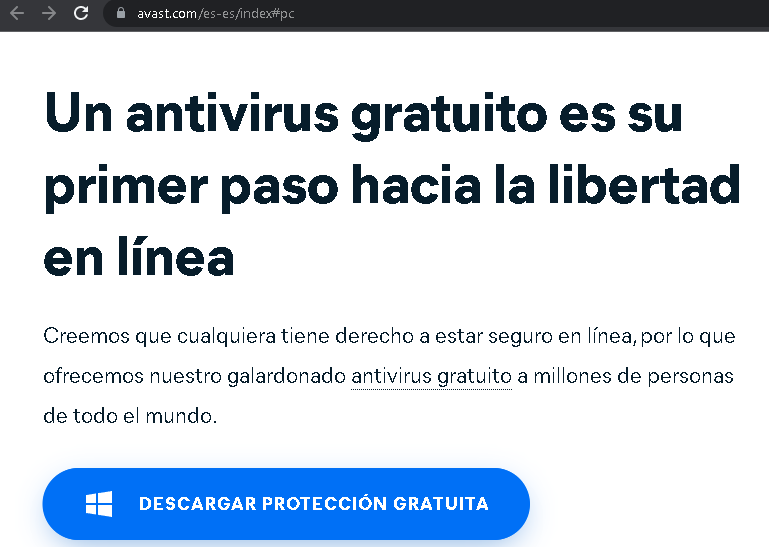 avast.com/es-es/index#pc
Un antivirus gratuito es su
primer paso hacia la libertad
en línea
Creemos que cualquiera tiene derecho a estar seguro en línea, por lo que
ofrecemos nuestro galardonado antivirus gratuito a millones de personas
de todo el mundo.
DESCARGAR PROTECCIÓN GRATUITA